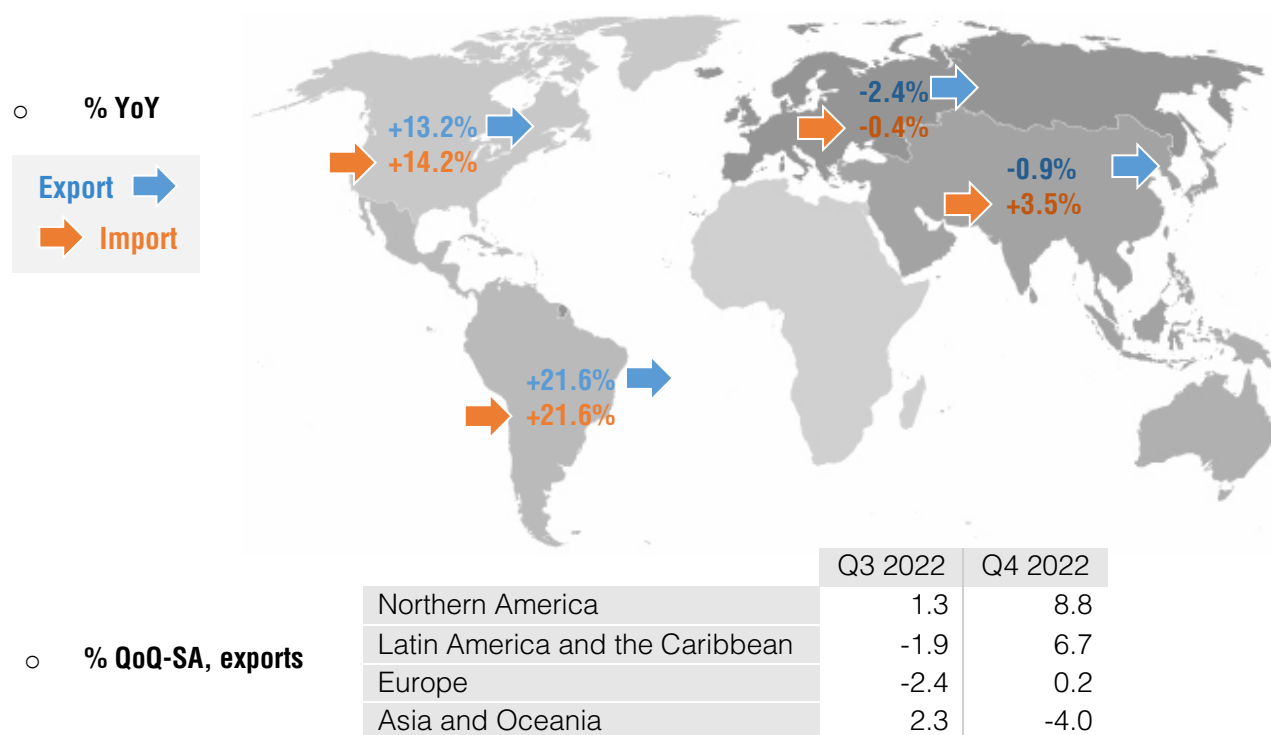 ○ % YoY
Export
Import
+13.2%
+14.2%
-2.4%
-0.4%
-0.9%
+3.5%
+21.6%
+21.6%
○ % QoQ-SA, exports
Q3 2022 Q4 2022
Northern America 1.3 8.8
Latin America and the Caribbean -1.9 6.7
Europe -2.4 0.2
Asia and Oceania 2.3 -4.0